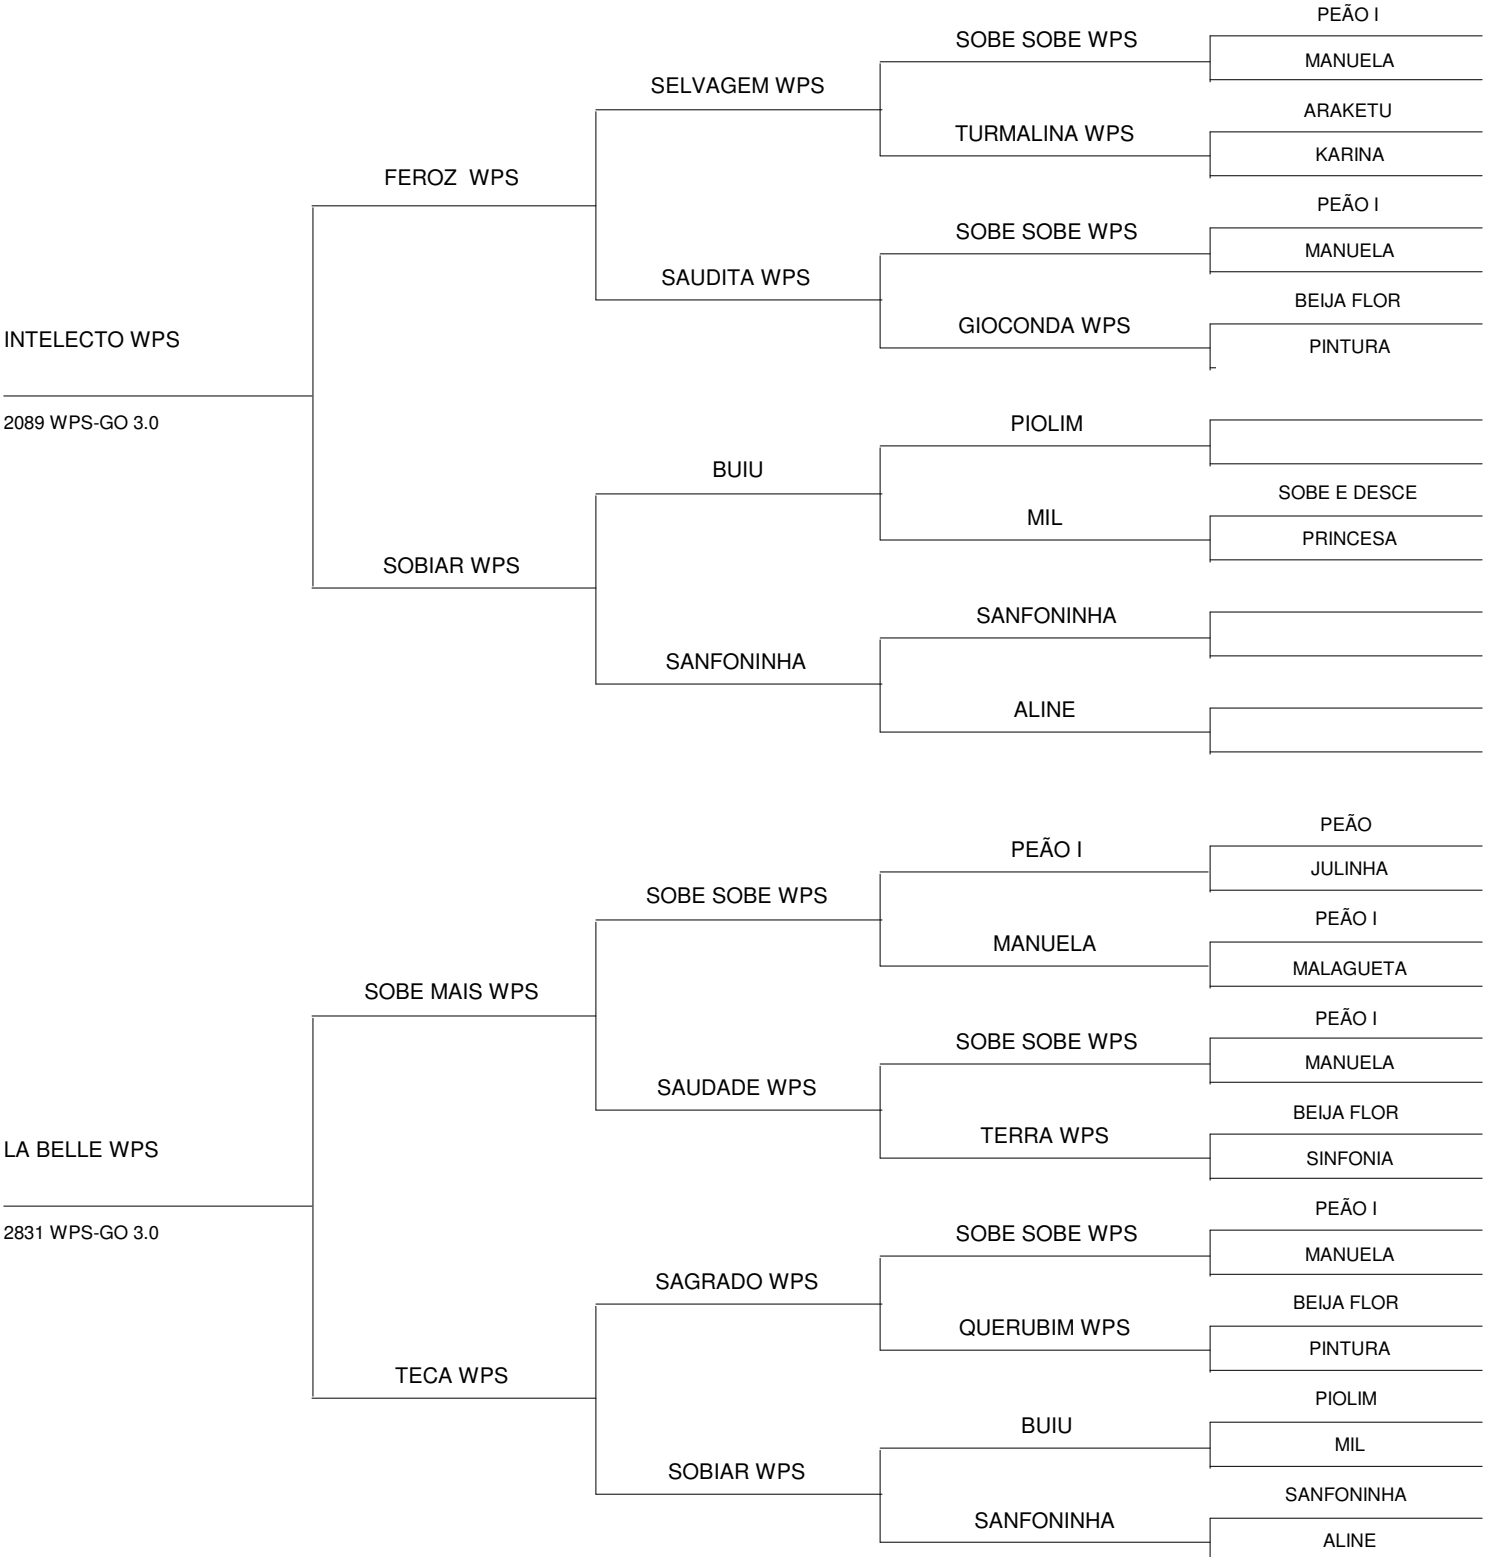 PEÃO I
SOBE SOBE WPS
MANUELA
SELVAGEM WPS
ARAKETU
TURMALINA WPS
KARINA
FEROZ  WPS
PEÃO I
SOBE SOBE WPS
MANUELA
SAUDITA WPS
BEIJA FLOR
GIOCONDA WPS
PINTURA
INTELECTO WPS
2089 WPS-GO 3.0
PIOLIM
BUIU
SOBE E DESCE
MIL
PRINCESA
SOBIAR WPS
SANFONINHA
SANFONINHA
ALINE
PEÃO
PEÃO I
JULINHA
SOBE SOBE WPS
PEÃO I
MANUELA
MALAGUETA
SOBE MAIS WPS
PEÃO I
SOBE SOBE WPS
MANUELA
SAUDADE WPS
BEIJA FLOR
TERRA WPS
SINFONIA
LA BELLE WPS
2831 WPS-GO 3.0
PEÃO I
SOBE SOBE WPS
MANUELA
SAGRADO WPS
BEIJA FLOR
QUERUBIM WPS
PINTURA
TECA WPS
PIOLIM
BUIU
MIL
SOBIAR WPS
SANFONINHA
SANFONINHA
ALINE